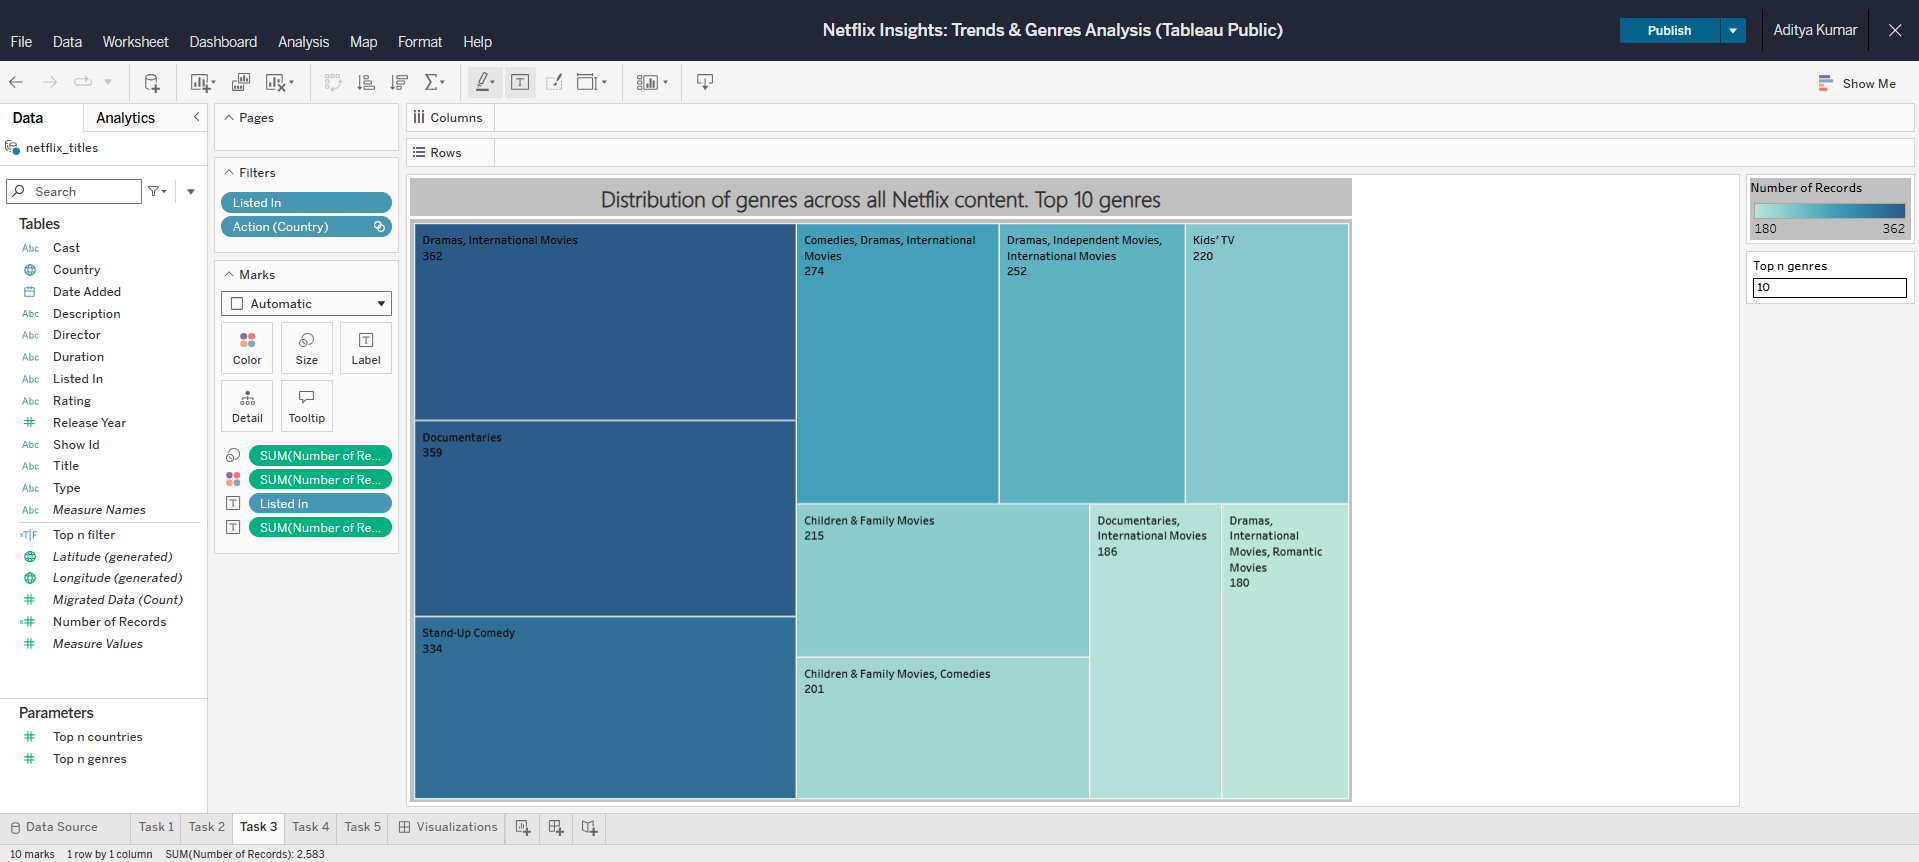 Netflix Insights: Trends & Genres Analysis (Tableau Public)
Publish
Aditya Kumar
File Data Worksheet Dashboard Analysis Map Format Help
Show Me
Data Analytics
netflix_titles
Search
Tables
Abc Cast
Country
Date Added
Abc Description
Abc Director
Abc Duration
Abc Listed In
Abc Rating
Release Year
Abc Show Id
Abc Title
Abc Type
Abc Measure Names
=T|F Top n filter
Latitude (generated)
Longitude (generated)
Migrated Data (Count)
Number of Records
Measure Values
Parameters
Top n countries
Top n genres
Pages
Filters
Listed In
Action (Country)
Marks
Automatic
Color Size Label
Detail Tooltip
SUM(Number of Re...
SUM(Number of Re...
Listed In
SUM(Number of Re...
Columns
Rows
Distribution of genres across all Netflix content. Top 10 genres
Dramas, International Movies
362
Documentaries
359
Stand-Up Comedy
334
Comedies, Dramas, International
Movies
274
Dramas, Independent Movies,
International Movies
252
Kids' TV
220
Children & Family Movies
215
Children & Family Movies, Comedies
201
Documentaries,
International Movies
186
Dramas,
International
Movies, Romantic
Movies
180
Number of Records
180 362
Top n genres
10
Data Source Task 1 Task 2 Task 3 Task 4 Task 5 Visualizations
10 marks 1 row by 1 column SUM(Number of Records): 2,583